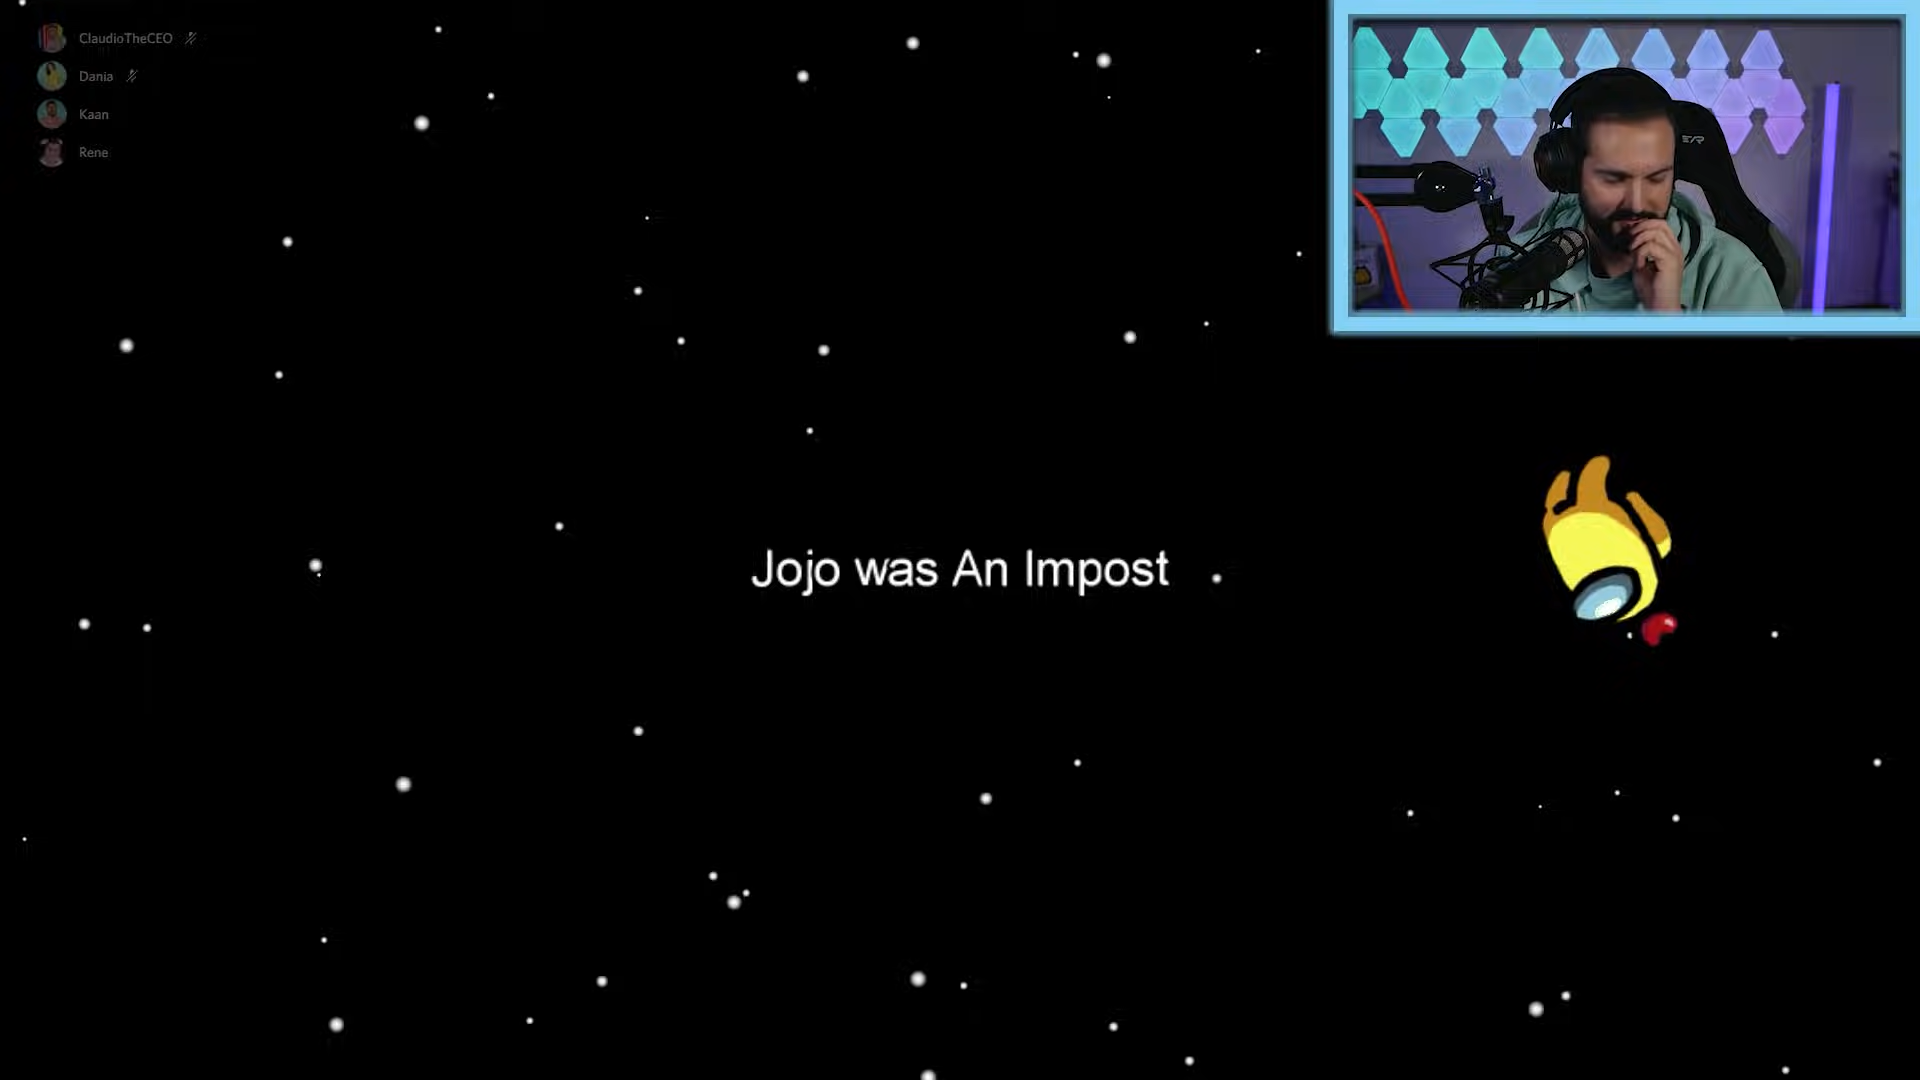 ClaudioTheCEO
Dania
Kaan
Rene
Jojo was An Impost